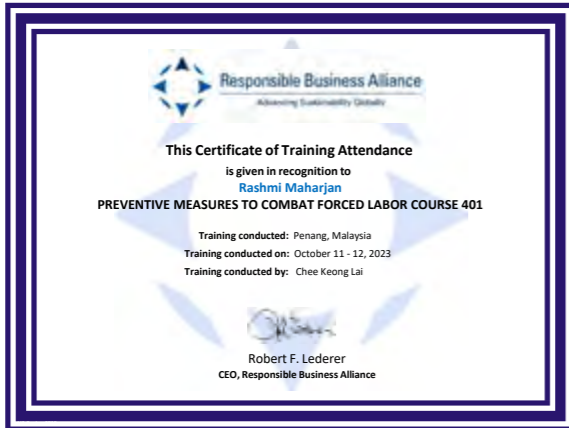 Responsible Business Alliance
Advancing Sustainability Globally
This Certificate of Training Attendance
is given in recognition to
Rashmi Maharjan
PREVENTIVE MEASURES TO COMBAT FORCED LABOR COURSE 401
Training conducted: Penang, Malaysia
Training conducted on: October 11 - 12, 2023
Training conducted by: Chee Keong Lai
Robert F. Lederer
CEO, Responsible Business Alliance